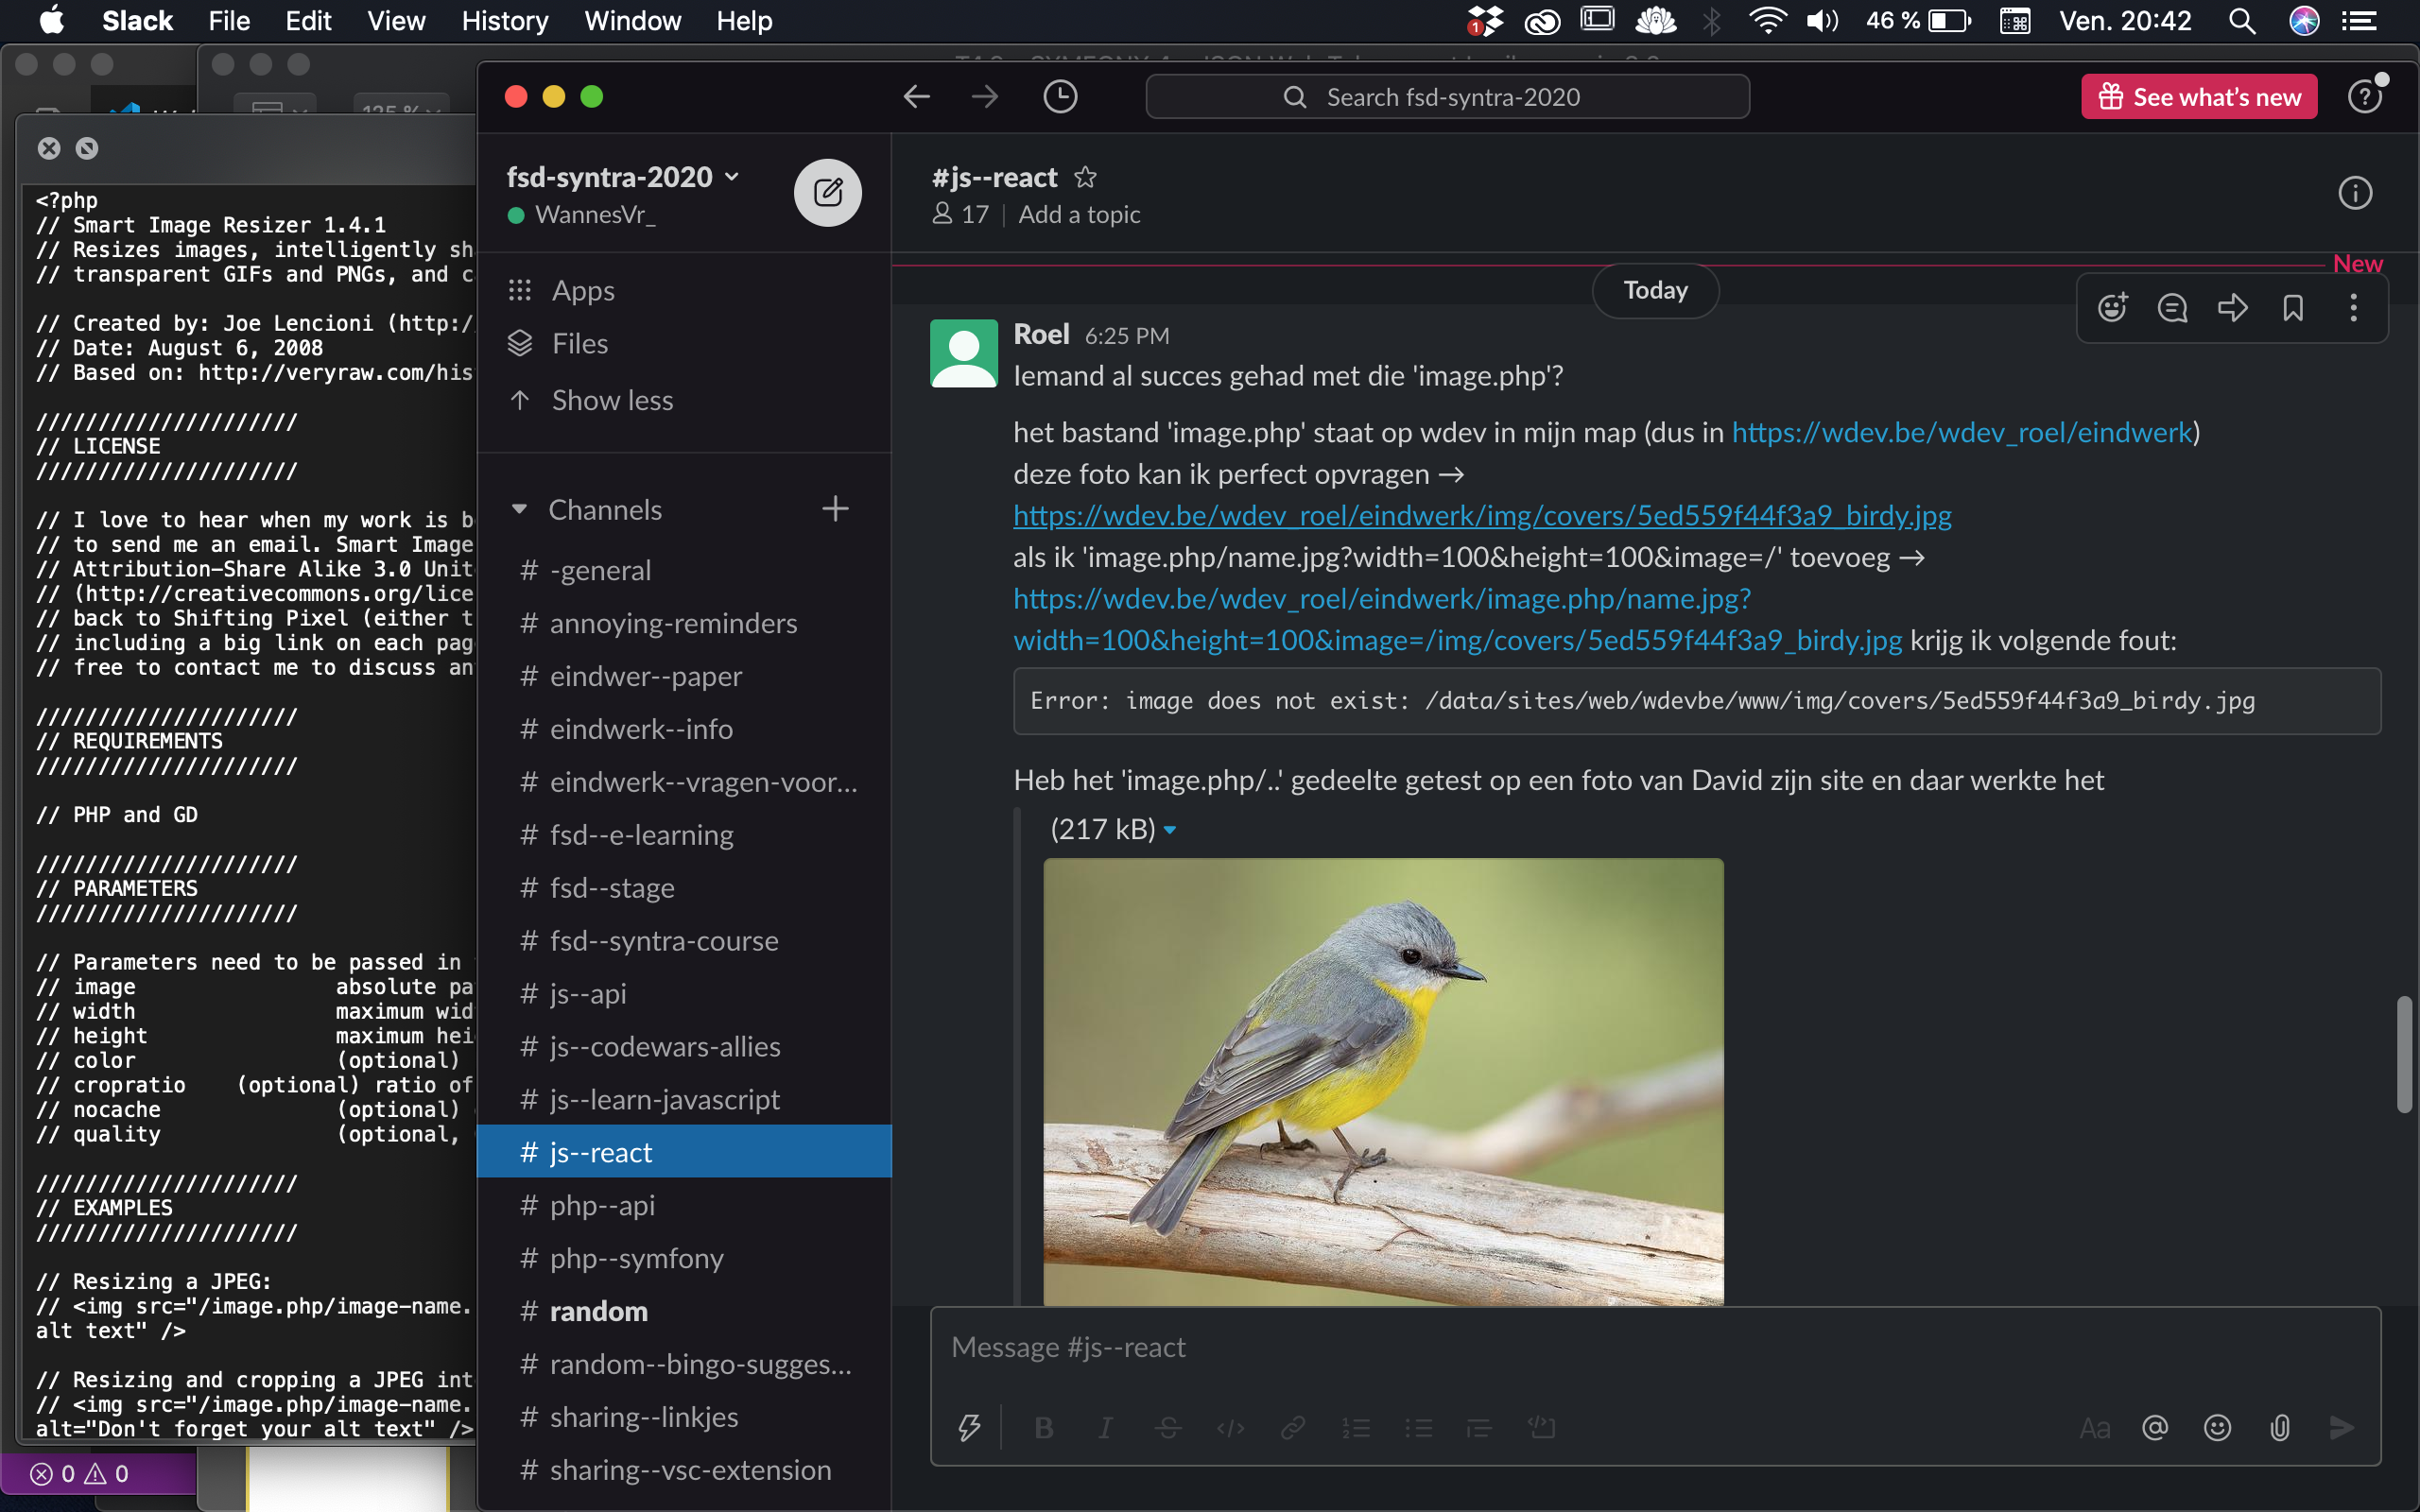 Slack File Edit View History Window Help
1 46 % Ven. 20:42
125 %
<?php
// Smart Image Resizer 1.4.1
// Resizes images, intelligently sh
// transparent GIFs and PNGs, and c
// Created by: Joe Lencioni (http:/
// Date: August 6, 2008
// Based on: http://veryraw.com/his
/////////////////////
// LICENSE
/////////////////////
// I love to hear when my work is b
// to send me an email. Smart Image
// Attribution-Share Alike 3.0 Unit
// (http://creativecommons.org/lice
// back to Shifting Pixel (either t
// including a big link on each pag
// free to contact me to discuss an
/////////////////////
// REQUIREMENTS
/////////////////////
// PHP and GD
/////////////////////
// PARAMETERS
/////////////////////
// Parameters need to be passed in
// image absolute pa
// width maximum wid
// height maximum hei
// color (optional)
// cropratio (optional) ratio of
// nocache (optional)
// quality (optional,
/////////////////////
// EXAMPLES
/////////////////////
// Resizing a JPEG:
// <img src="/image.php/image-name.
alt text" />
// Resizing and cropping a JPEG int
// <img src="/image.php/image-name.
alt="Don't forget your alt text" />
0 0
Search fsd-syntra-2020
See what's new
fsd-syntra-2020
WannesVr_
Apps
Files
Show less
Channels
# -general
# annoying-reminders
# eindwer--paper
# eindwerk--info
# eindwerk--vragen-voor...
# fsd--e-learning
# fsd--stage
# fsd--syntra-course
# js--api
# js--codewars-allies
# js--learn-javascript
# js--react
# php--api
# php--symfony
# random
# random--bingo-sugges...
# sharing--linkjes
# sharing--vsc-extension
#js--react
17 | Add a topic
New
Today
Roel 6:25 PM
Iemand al succes gehad met die 'image.php'?
het bastand 'image.php' staat op wdev in mijn map (dus in https://wdev.be/wdev_roel/eindwerk)
deze foto kan ik perfect opvragen →
https://wdev.be/wdev_roel/eindwerk/img/covers/5ed559f44f3a9_birdy.jpg
als ik 'image.php/name.jpg?width=100&height=100&image=/' toevoeg →
https://wdev.be/wdev_roel/eindwerk/image.php/name.jpg?
width=100&height=100&image=/img/covers/5ed559f44f3a9_birdy.jpg krijg ik volgende fout:
Error: image does not exist: /data/sites/web/wdevbe/www/img/covers/5ed559f44f3a9_birdy.jpg
Heb het 'image.php/..' gedeelte getest op een foto van David zijn site en daar werkte het
(217 kB)
Message #js--react
B I S Aa @